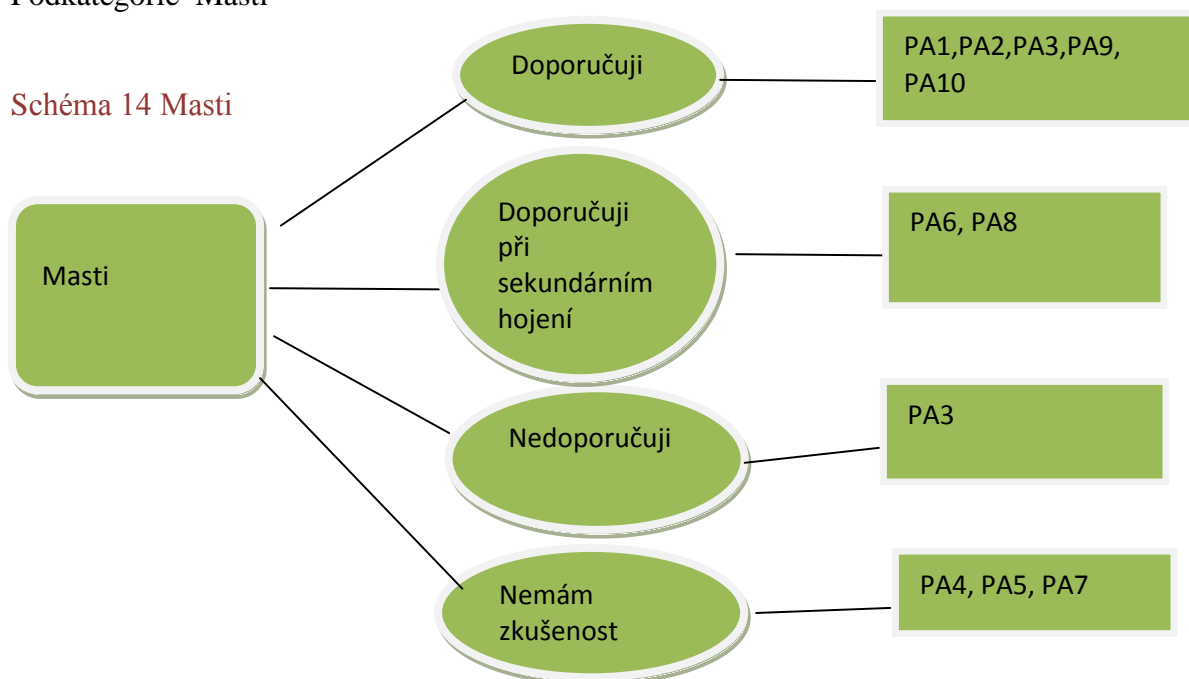 Podkategorie Masti
Schéma 14 Masti
Masti
Doporučuji
PA1,PA2,PA3,PA9,
PA10
Doporučuji
při
sekundárním
hojení
PA6, PA8
Nedoporučuji
PA3
Nemám
zkušenost
PA4, PA5, PA7